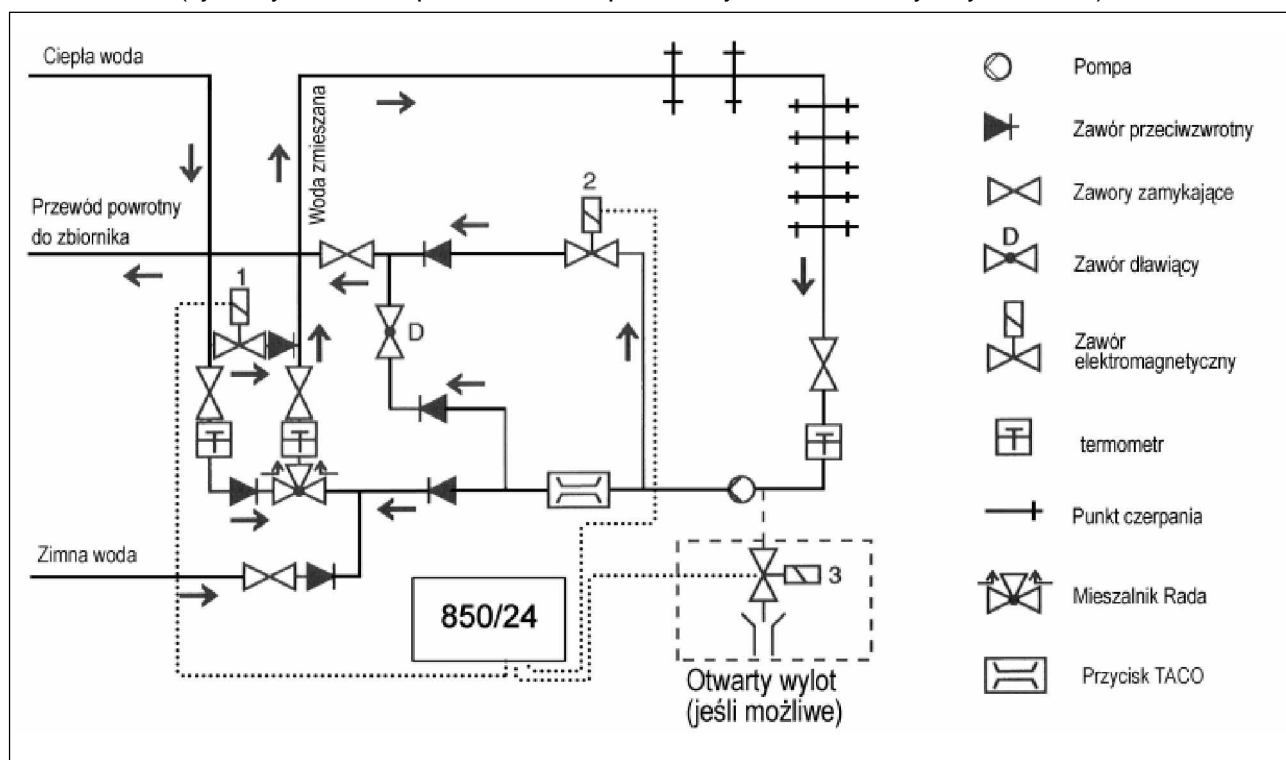 Ciepła woda
Woda zmieszana
Przewód powrotny
do zbiornika
1
2
D
Zimna woda
850/24
3
Otwarty wylot
(jeśli możliwe)
Pompa
Zawór przeciwzwrotny
Zawory zamykające
D
Zawór dławiący
Zawór
elektromagnetyczny
termometr
Punkt czerpania
Mieszalnik Rada
Przycisk TACO